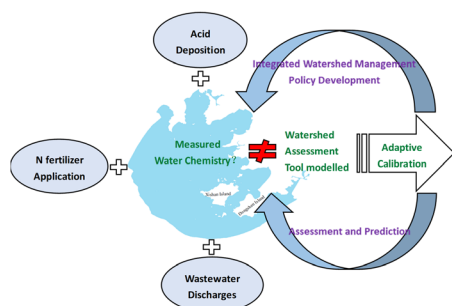 Acid
Deposition
Integrated Watershed Management
Policy Development
N fertilizer
Application
Measured
Water Chemistry?
Watershed
Assessment
Tool modelled
Adaptive
Calibration
Assessment and Prediction
Wastewater
Discharges